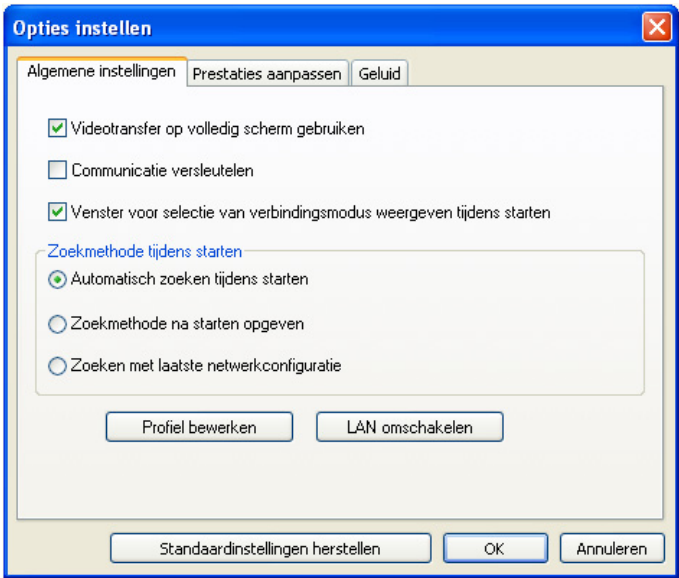 Opties instellen
Algemene instellingen Prestaties aanpassen Geluid
Videotransfer op volledig scherm gebruiken
Communicatie versleutelen
Venster voor selectie van verbindingsmodus weergeven tijdens starten
Zoekmethode tijdens starten
Automatisch zoeken tijdens starten
Zoekmethode na starten opgeven
Zoeken met laatste netwerkconfiguratie
Profiel bewerken LAN omschakelen
Standaardinstellingen herstellen OK Annuleren